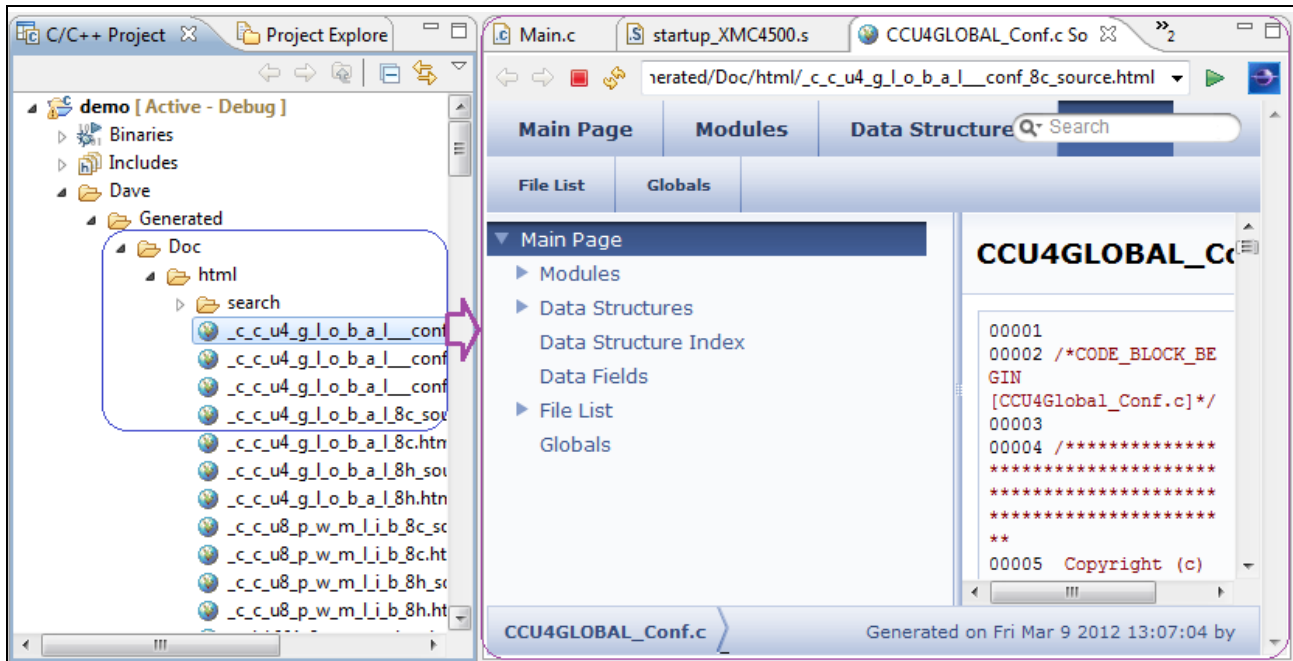 C/C++ Project
Project Explore
demo [ Active - Debug ]
Binaries
Includes
Dave
Generated
Doc
html
search
_c_c_u4_g_l_o_b_a_l__conf
_c_c_u4_g_l_o_b_a_l__conf
_c_c_u4_g_l_o_b_a_l__conf
_c_c_u4_g_l_o_b_a_l_8c_sou
_c_c_u4_g_l_o_b_a_l_8c.htm
_c_c_u4_g_l_o_b_a_l_8h_sou
_c_c_u4_g_l_o_b_a_l_8h.htn
_c_c_u8_p_w_m_l_i_b_8c_sc
_c_c_u8_p_w_m_l_i_b_8c.ht
_c_c_u8_p_w_m_l_i_b_8h_sc
_c_c_u8_p_w_m_l_i_b_8h.ht
Main.c
startup_XMC4500.s
CCU4GLOBAL_Conf.c So
»2
nerated/Doc/html/_c_c_u4_g_l_o_b_a_l__conf_8c_source.html
Main Page Modules Data Structure Search
File List Globals
Main Page
Modules
Data Structures
Data Structure Index
Data Fields
File List
Globals
CCU4GLOBAL_Co
00001
00002 /*CODE_BLOCK_BE
GIN
[CCU4Global_Conf.c]*/
00003
00004 /**************
*********************
*********************
*********************
**
00005 Copyright (c)
CCU4GLOBAL_Conf.c
Generated on Fri Mar 9 2012 13:07:04 by